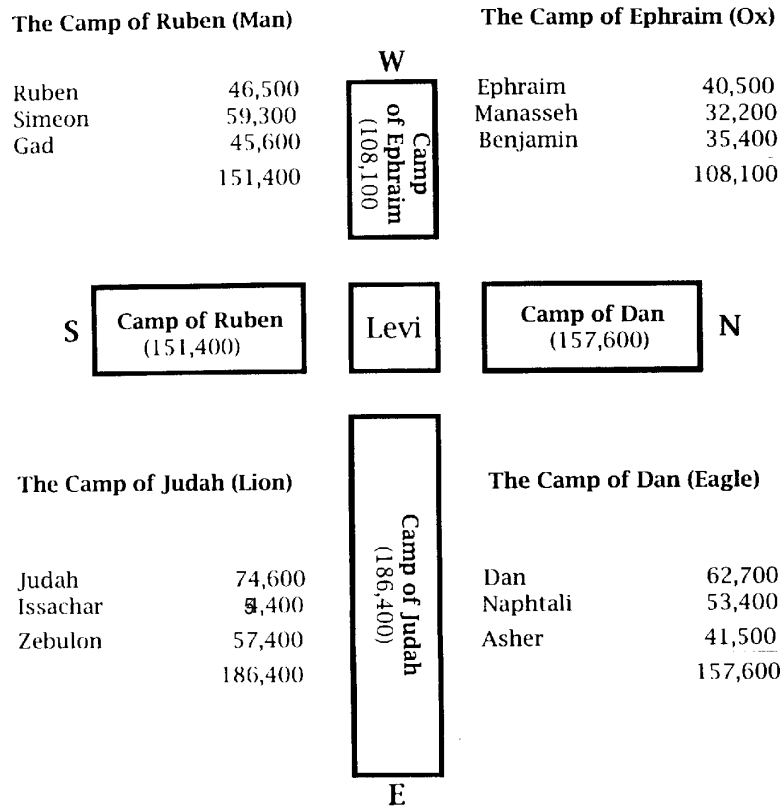 The Camp of Ruben (Man)
Ruben 46,500
Simeon 59,300
Gad 45,600
151,400
W
The Camp of Ephraim (Ox)
Ephraim 40,500
Manasseh 32,200
Benjamin 35,400
108,100
Camp
of Ephraim
(108,100)
S
Camp of Ruben
(151,400)
Levi
Camp of Dan
(157,600)
N
The Camp of Judah (Lion)
Judah 74,600
Issachar 54,400
Zebulon 57,400
186,400
Camp of Judah
(186,400)
The Camp of Dan (Eagle)
Dan 62,700
Naphtali 53,400
Asher 41,500
157,600
E